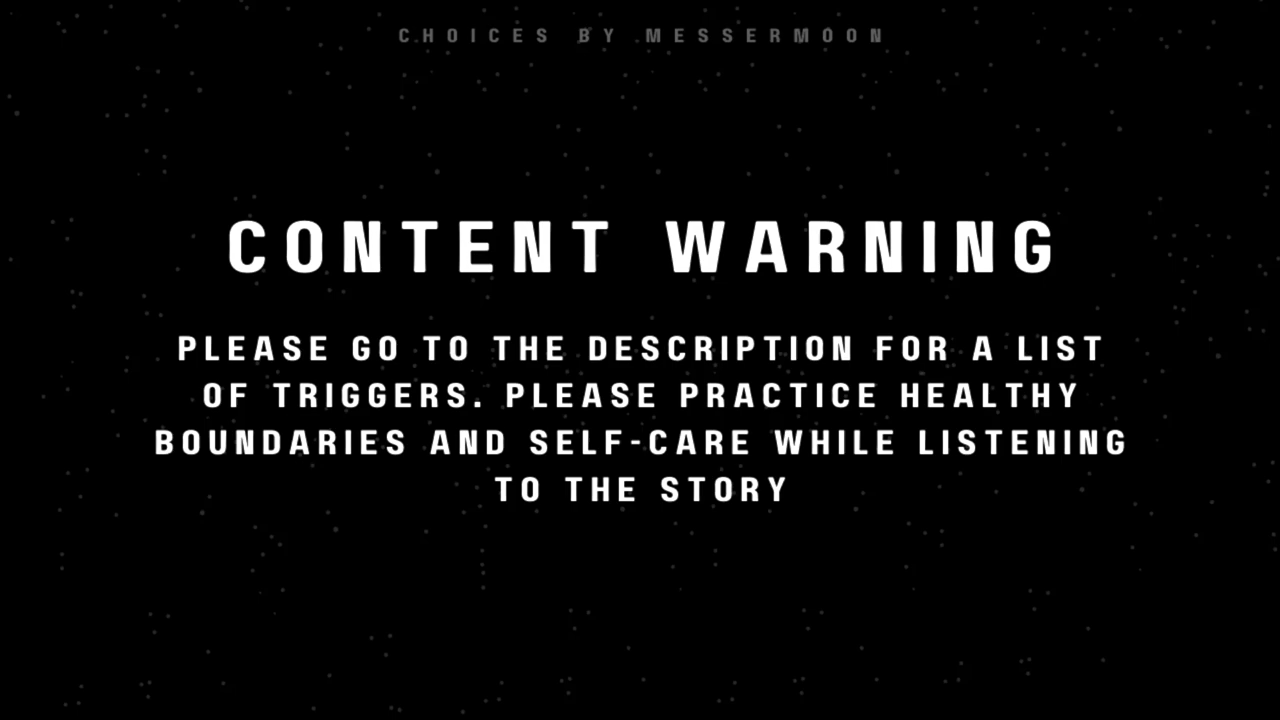 CHOICES BY MESSERMOON
CONTENT WARNING
PLEASE GO TO THE DESCRIPTION FOR A LIST
OF TRIGGERS. PLEASE PRACTICE HEALTHY
BOUNDARIES AND SELF-CARE WHILE LISTENING
TO THE STORY